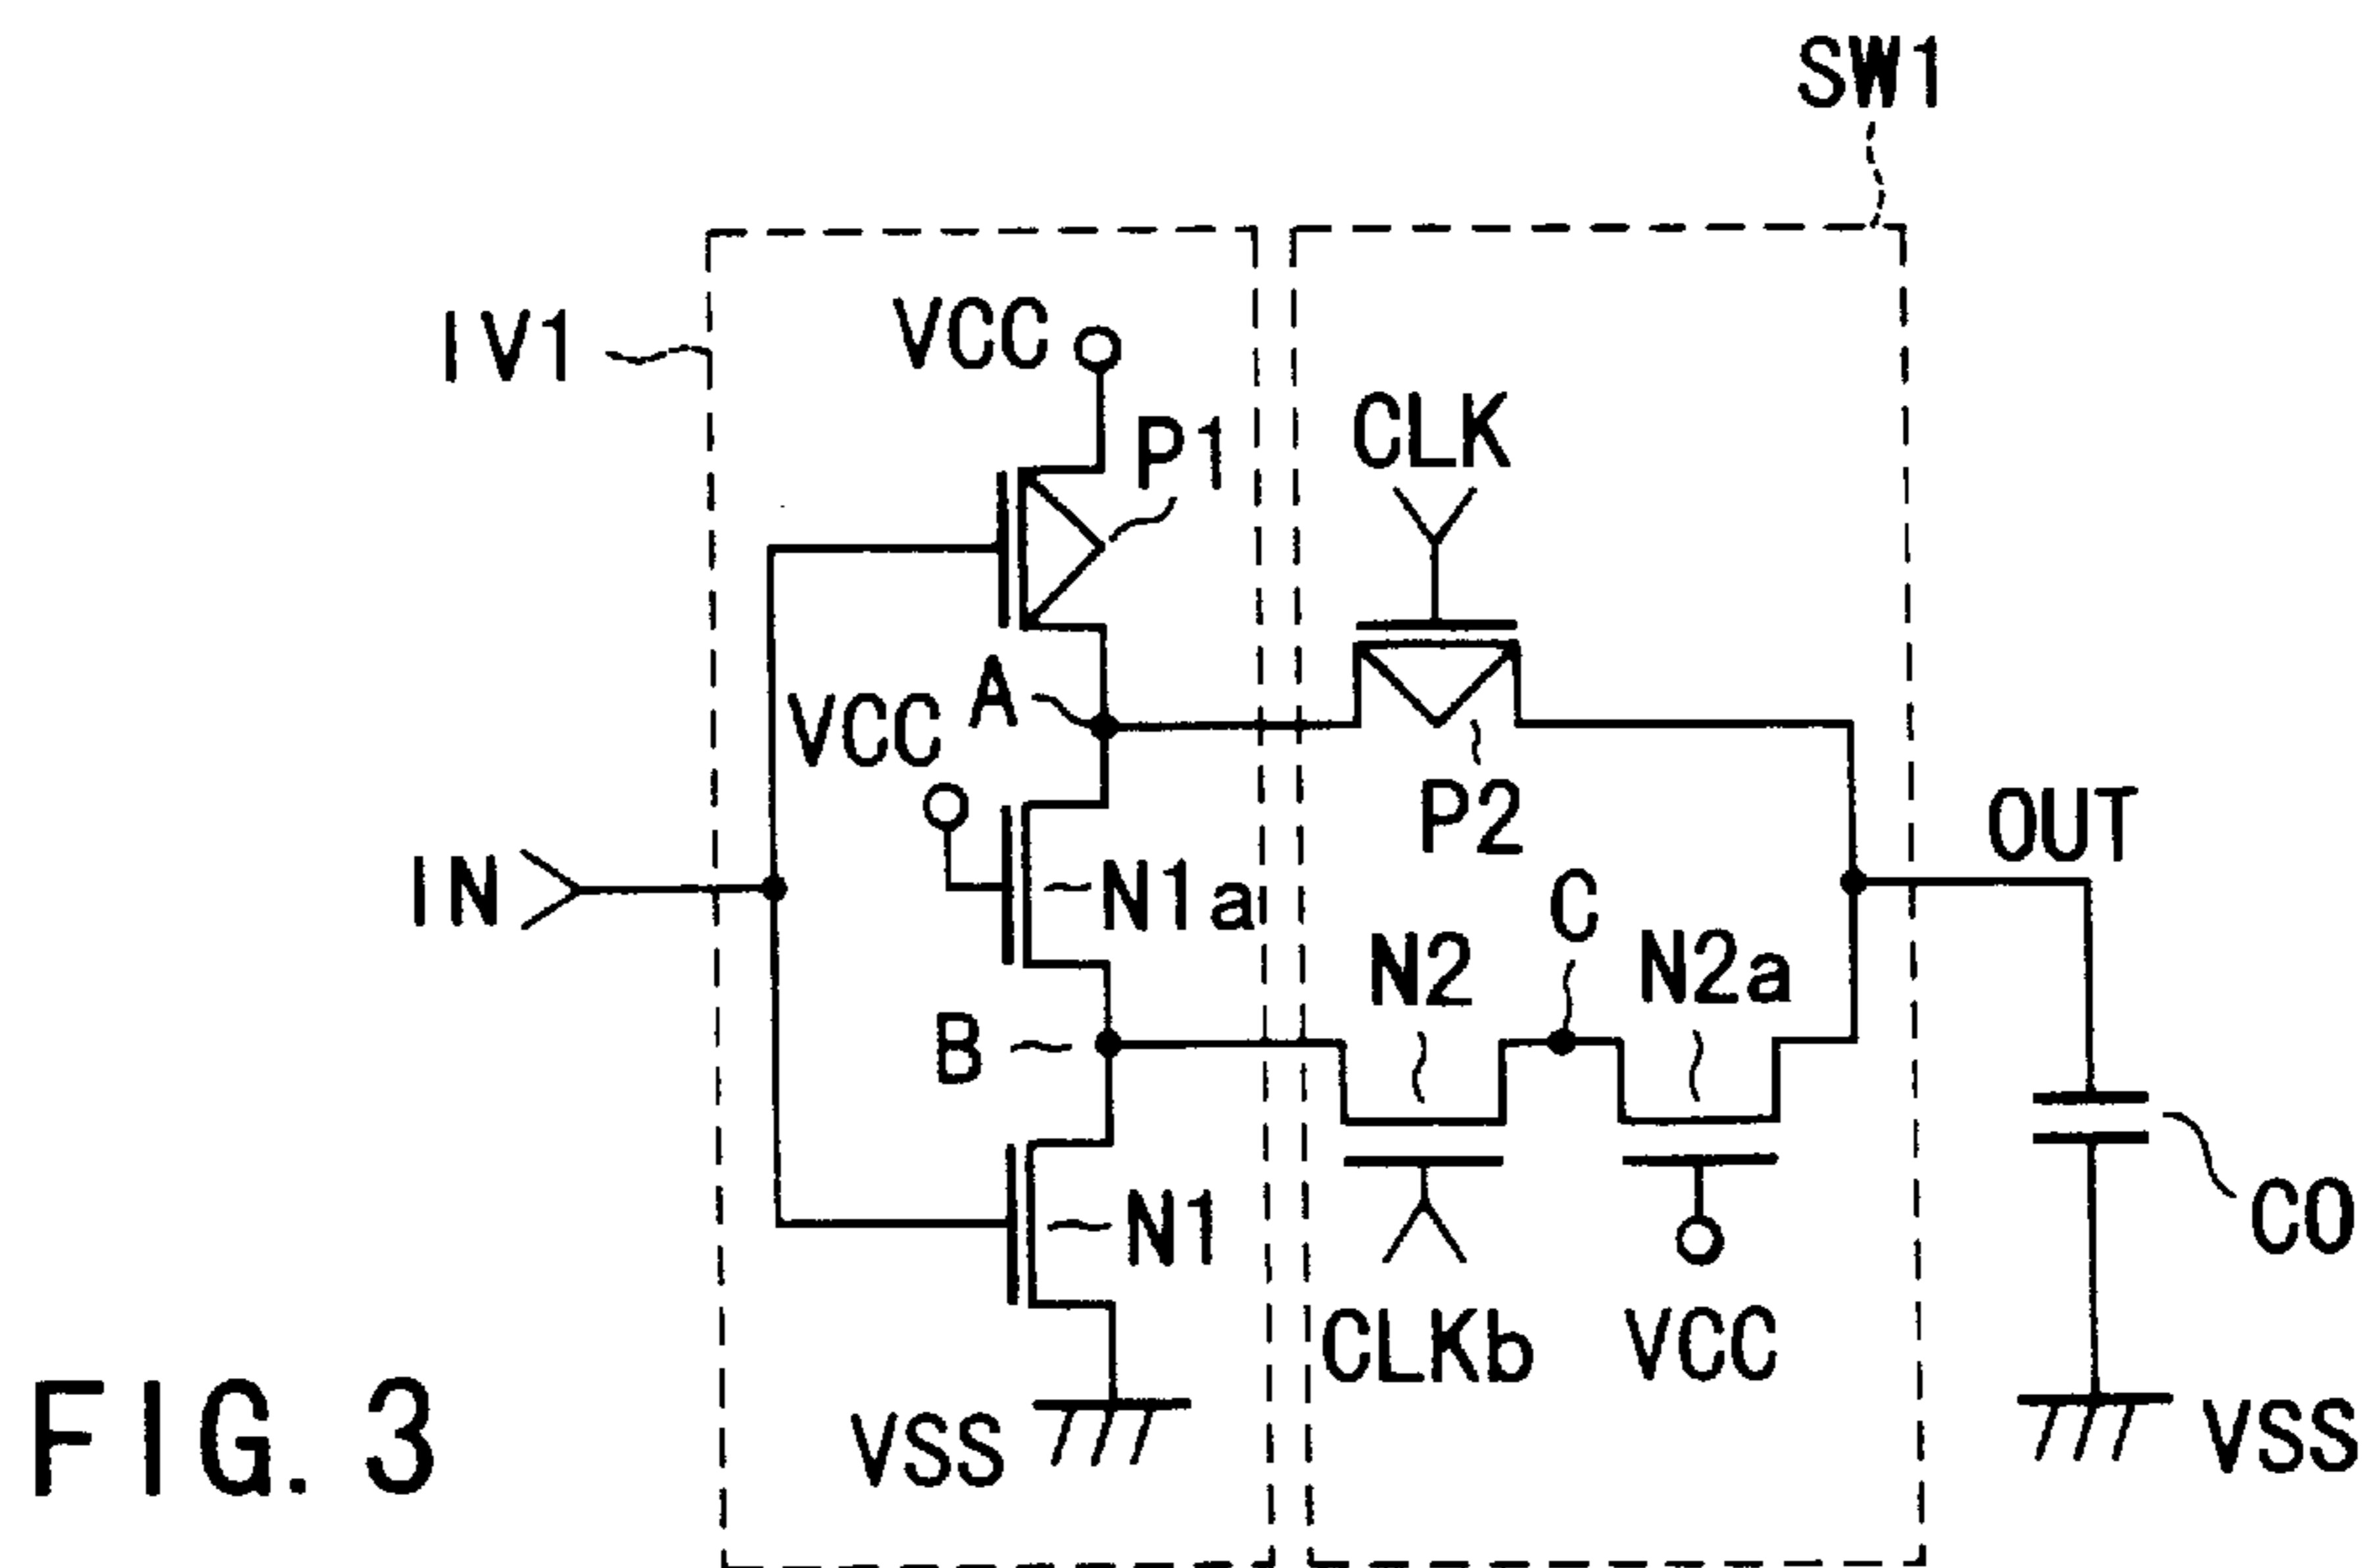 SW1
IV1
VCC
P1
CLK
A
VCC
P2
OUT
IN
N1a
C
N2
N2a
B
N1
C0
CLKb
VCC
VSS
VSS
FIG. 3